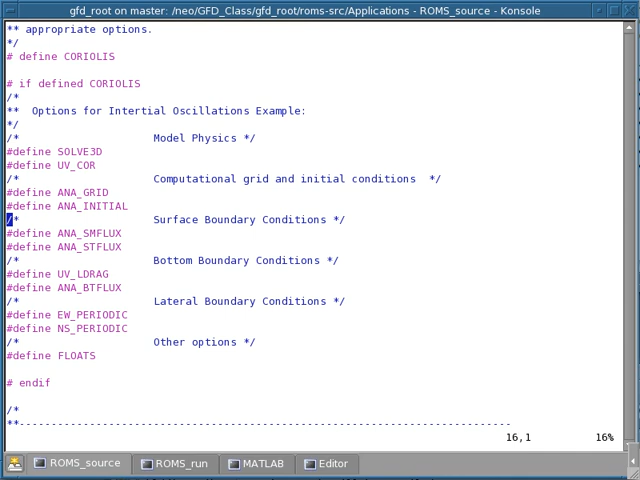 gfd_root on master: /neo/GFD_Class/gfd_root/roms-src/Applications - ROMS_source - Konsole
** appropriate options.
*/
# define CORIOLIS
# if defined CORIOLIS
/*
** Options for Intertial Oscillations Example:
*/
/* Model Physics */
#define SOLVE3D
#define UV_COR
/* Computational grid and initial conditions */
#define ANA_GRID
#define ANA_INITIAL
/* Surface Boundary Conditions */
#define ANA_SMFLUX
#define ANA_STFLUX
/* Bottom Boundary Conditions */
#define UV_LDRAG
#define ANA_BTFLUX
/* Lateral Boundary Conditions */
#define EW_PERIODIC
#define NS_PERIODIC
/* Other options */
#define FLOATS
# endif
/*
**-----------------------------------------------------------------------------
16,1 16%
ROMS_source ROMS_run MATLAB Editor